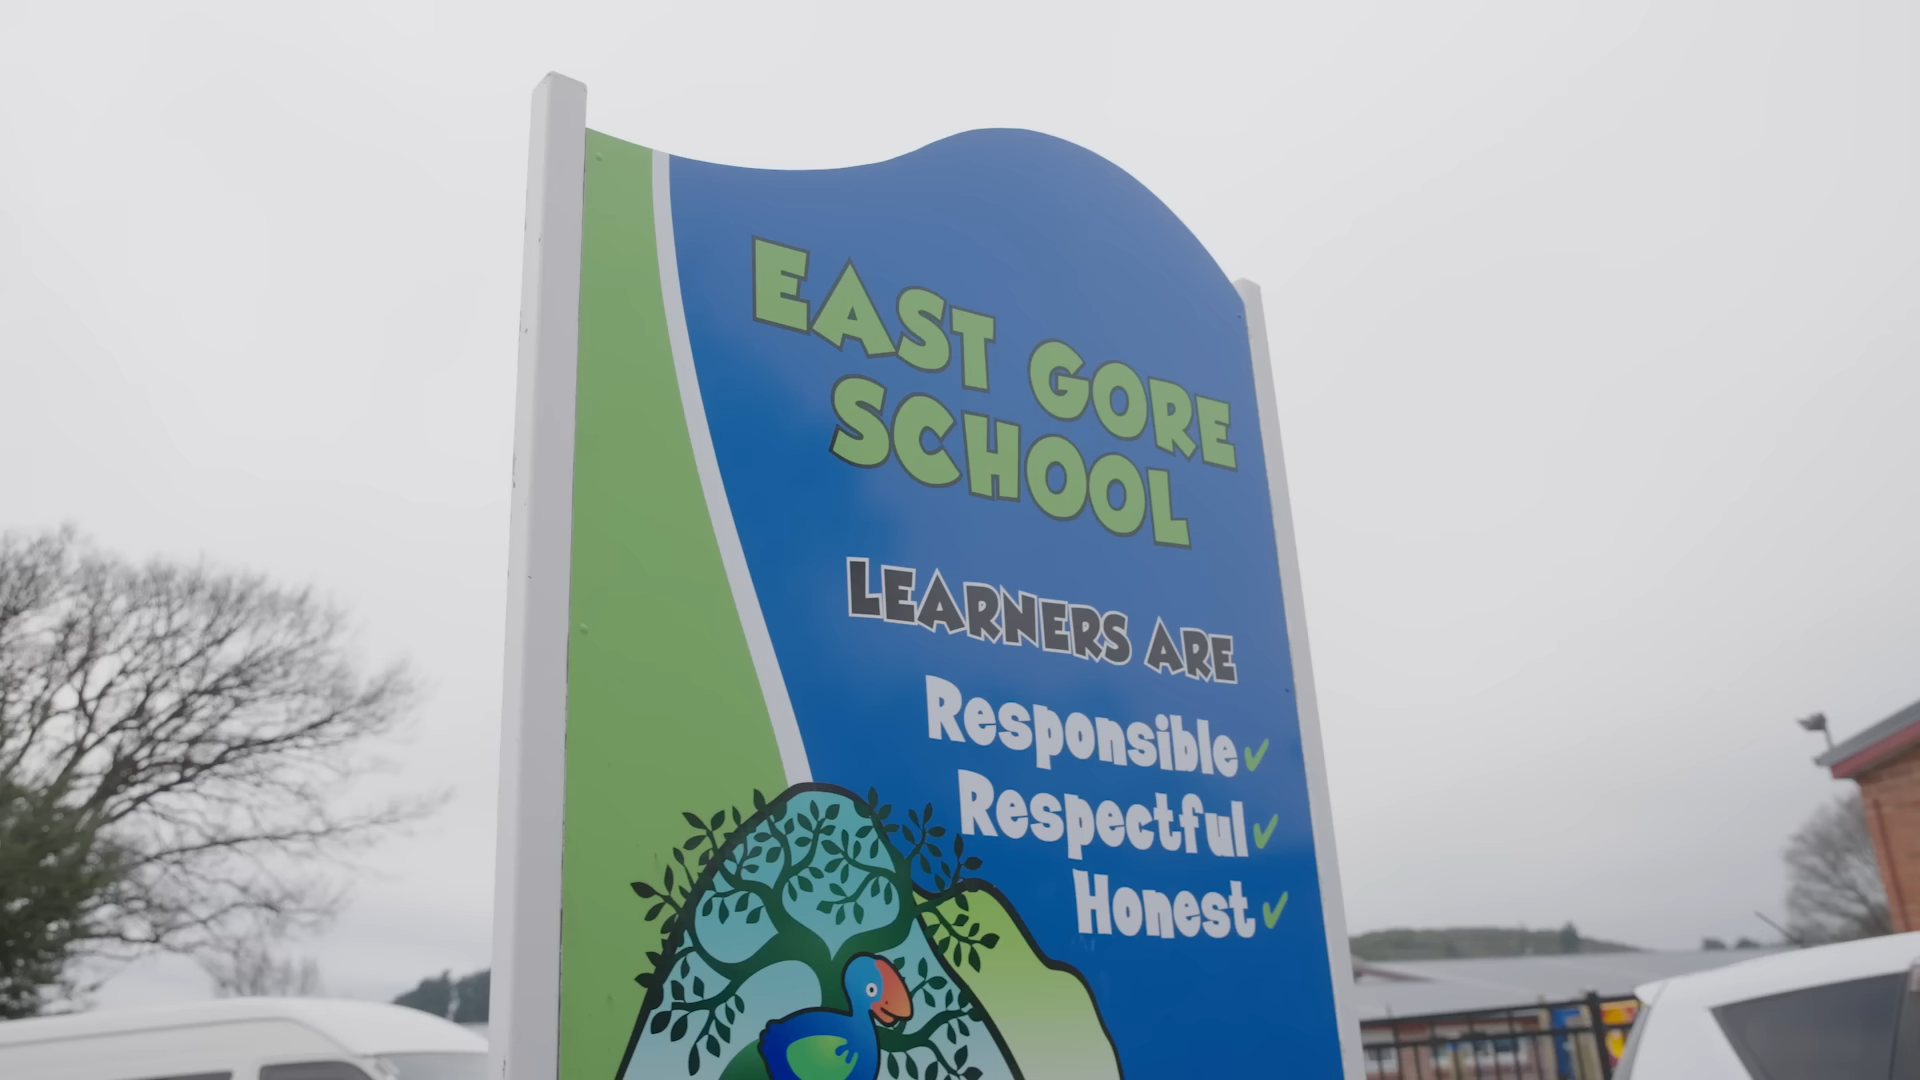 EAST GORE
SCHOOL
LEARNERS ARE
Responsible
Respectful
Honest